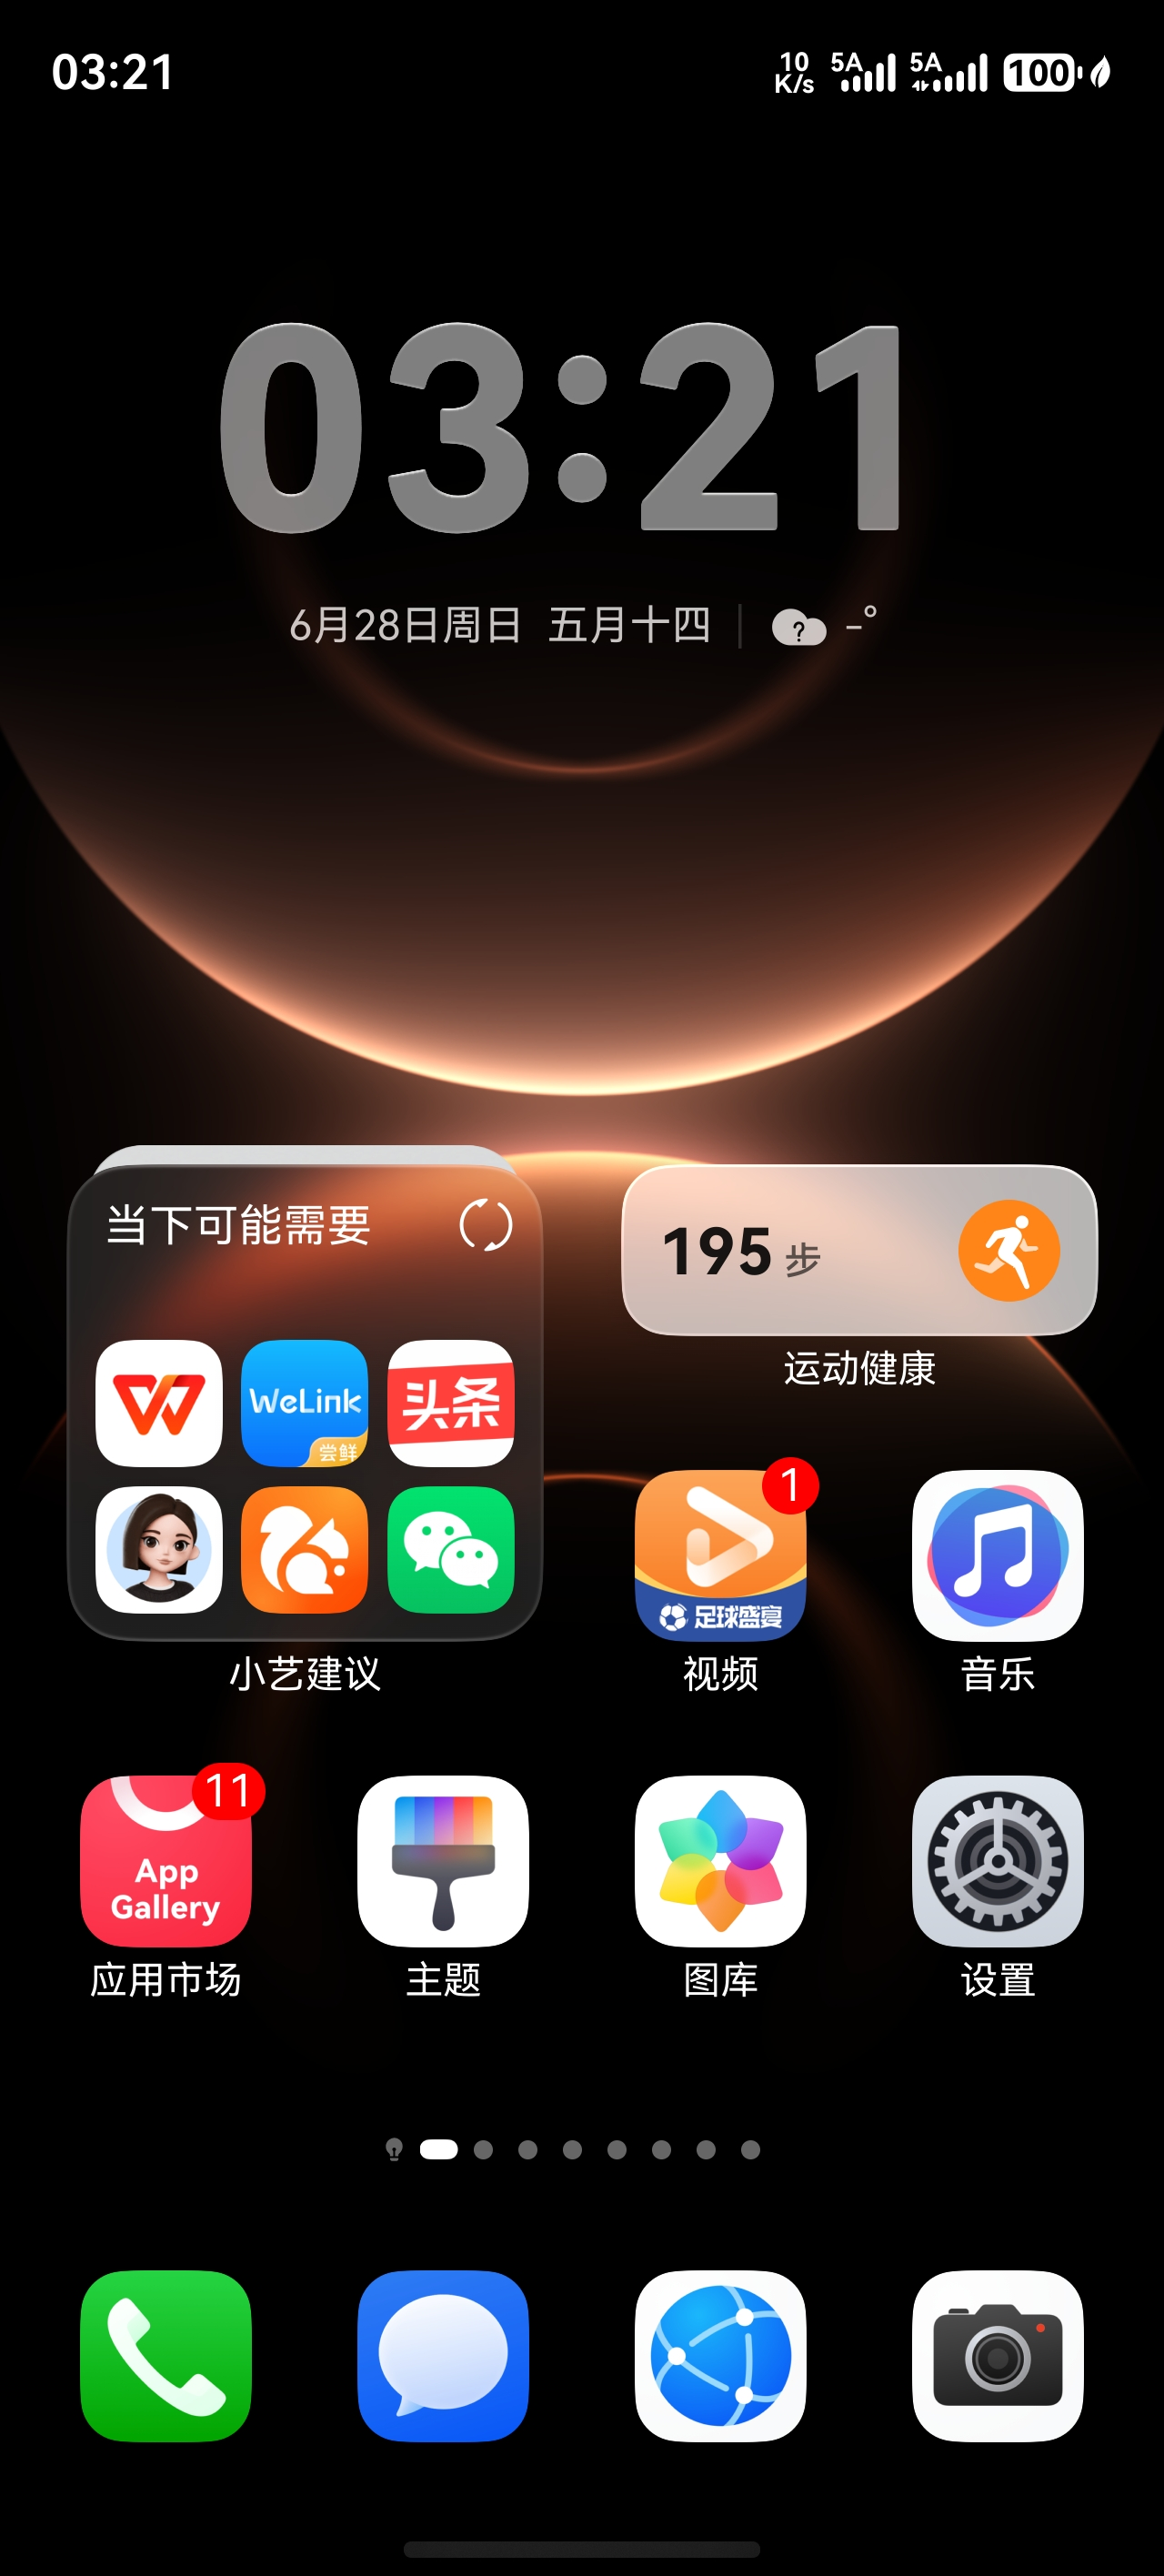 03:21
10 K/s 5A 5A 100
03:21
6月28日周日 五月十四 -°
当下可能需要
195 步
运动健康
WeLink
尝鲜
头条
1
足球盛宴
小艺建议
视频
音乐
11
App
Gallery
应用市场
主题
图库
设置